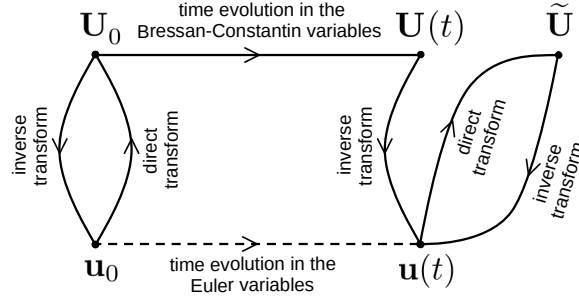 time evolution in the
Bressan-Constantin variables
𝐔₀
𝐔(t)
𝐔̃
inverse
transform
direct
transform
inverse
transform
direct
transform
inverse
transform
𝐮₀
time evolution in the
Euler variables
𝐮(t)